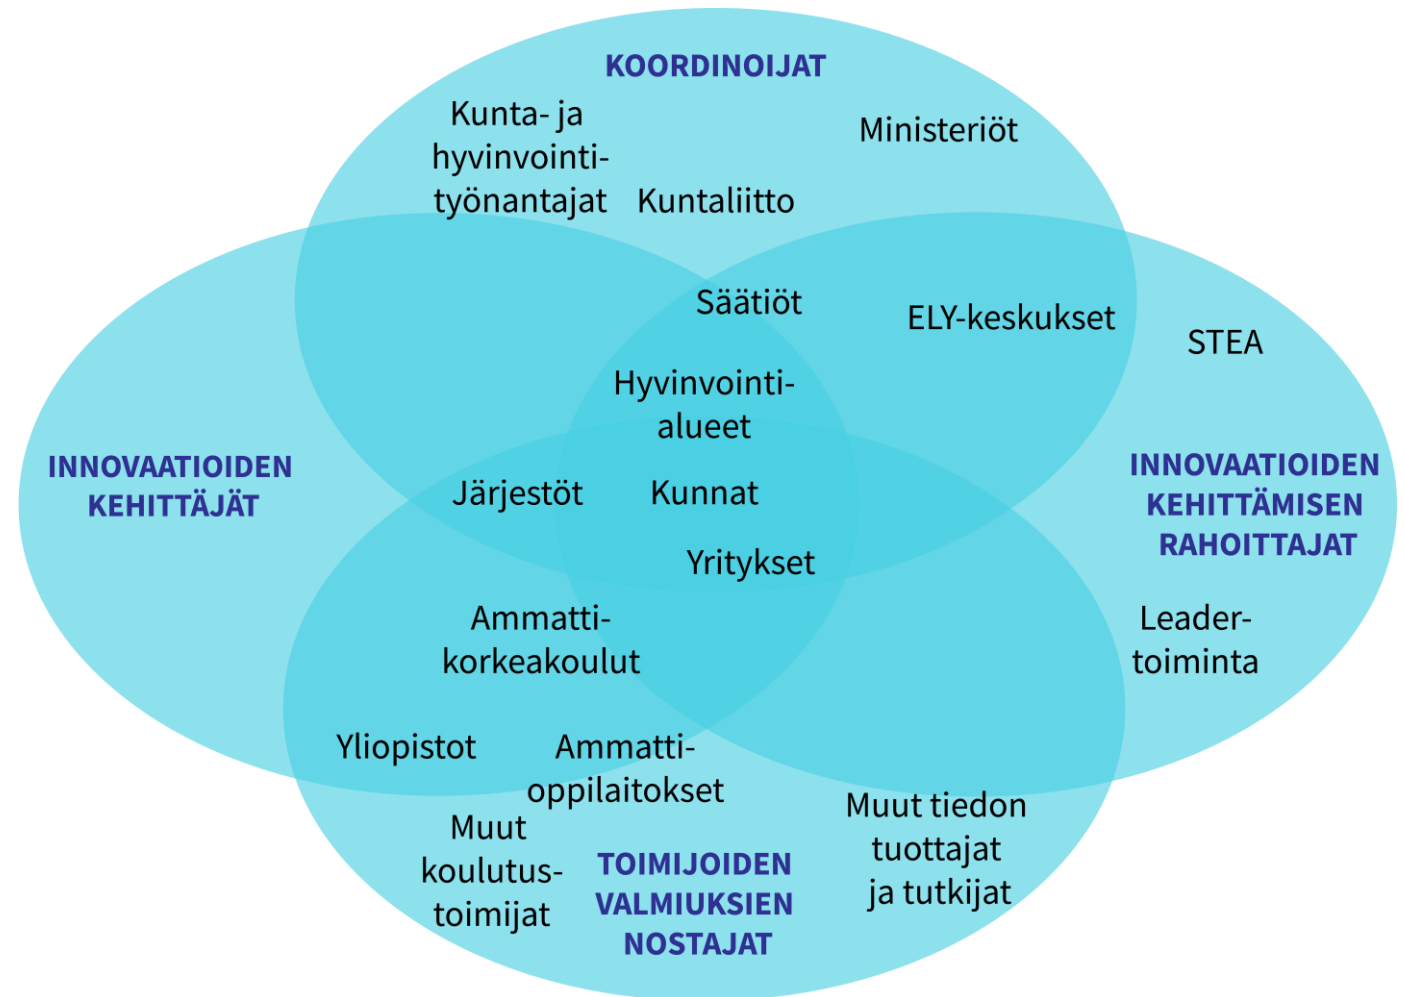 KOORDINOIJAT
Kunta- ja
hyvinvointi-
työnantajat
Ministeriöt
Kuntaliitto
Säätiöt
ELY-keskukset
STEA
Hyvinvointi-
alueet
INNOVAATIOIDEN
KEHITTÄJÄT
Järjestöt
Kunnat
INNOVAATIOIDEN
KEHITTÄMISEN
RAHOITTAJAT
Yritykset
Ammatti-
korkeakoulut
Leader-
toiminta
Yliopistot
Ammatti-
oppilaitokset
Muut
koulutus-
toimijat
TOIMIJOIDEN
VALMIUKSIEN
NOSTAJAT
Muut tiedon
tuottajat
ja tutkijat